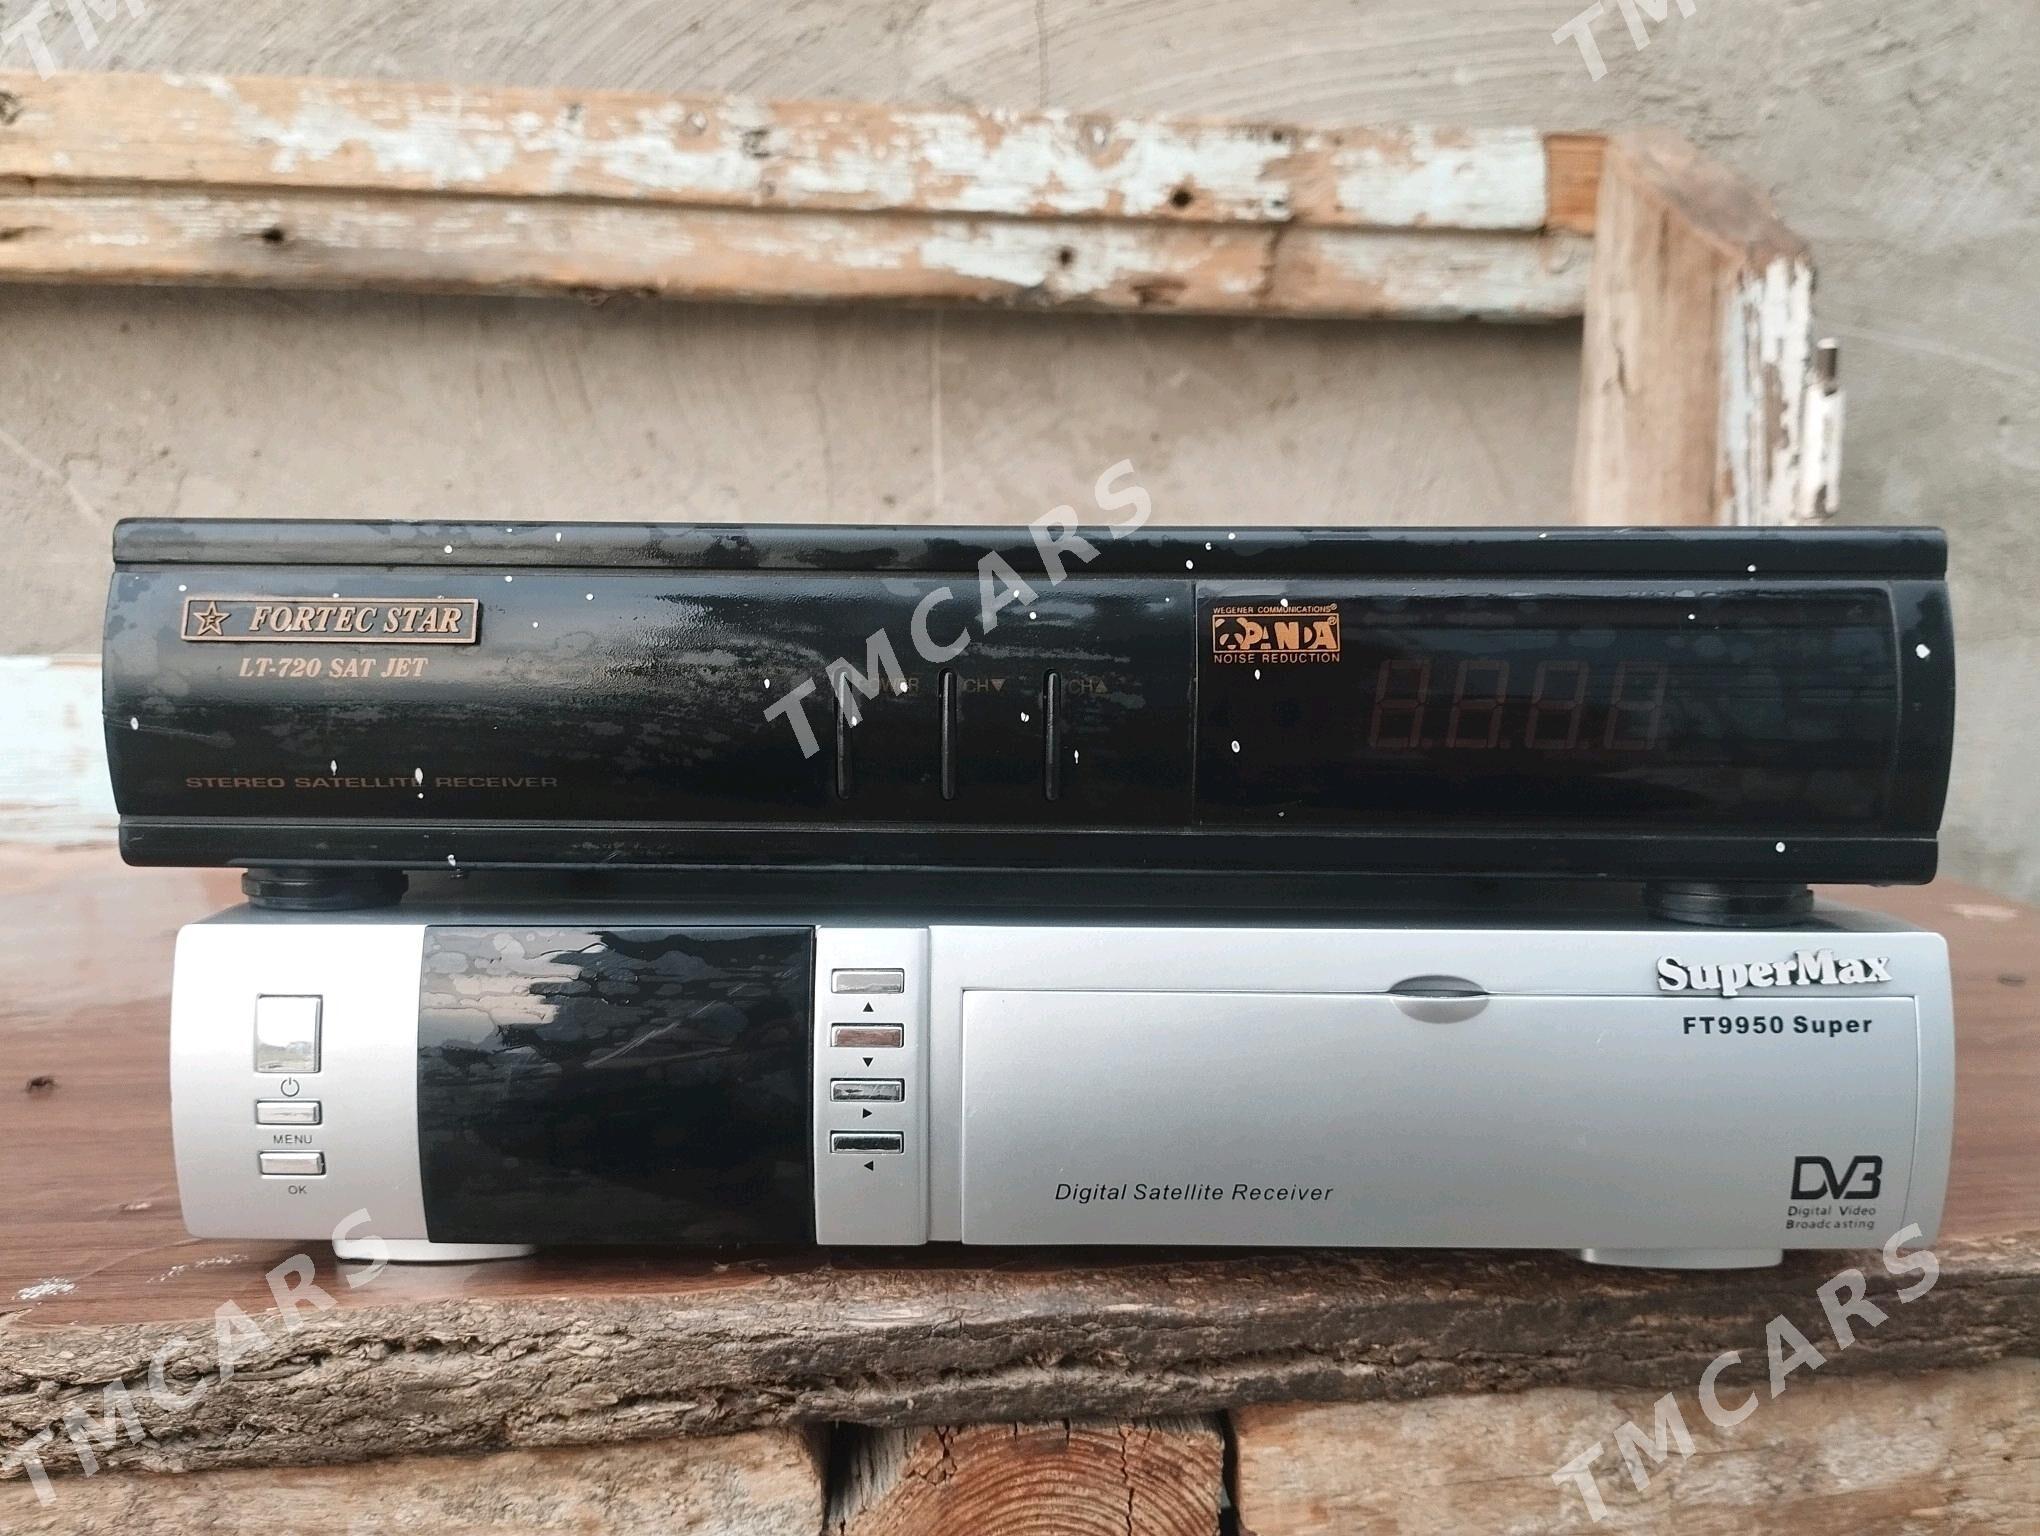 TMCARS
FORTEC STAR
LT-720 SAT JET
STEREO SATELLITE RECEIVER
POWER
CH▼
CH▲
WEGENER COMMUNICATIONS®
PANDA®
NOISE REDUCTION
TMCARS
SuperMax
FT9950 Super
MENU
OK
Digital Satellite Receiver
DVB
Digital Video
Broadcasting
TMCARS
TMCARS